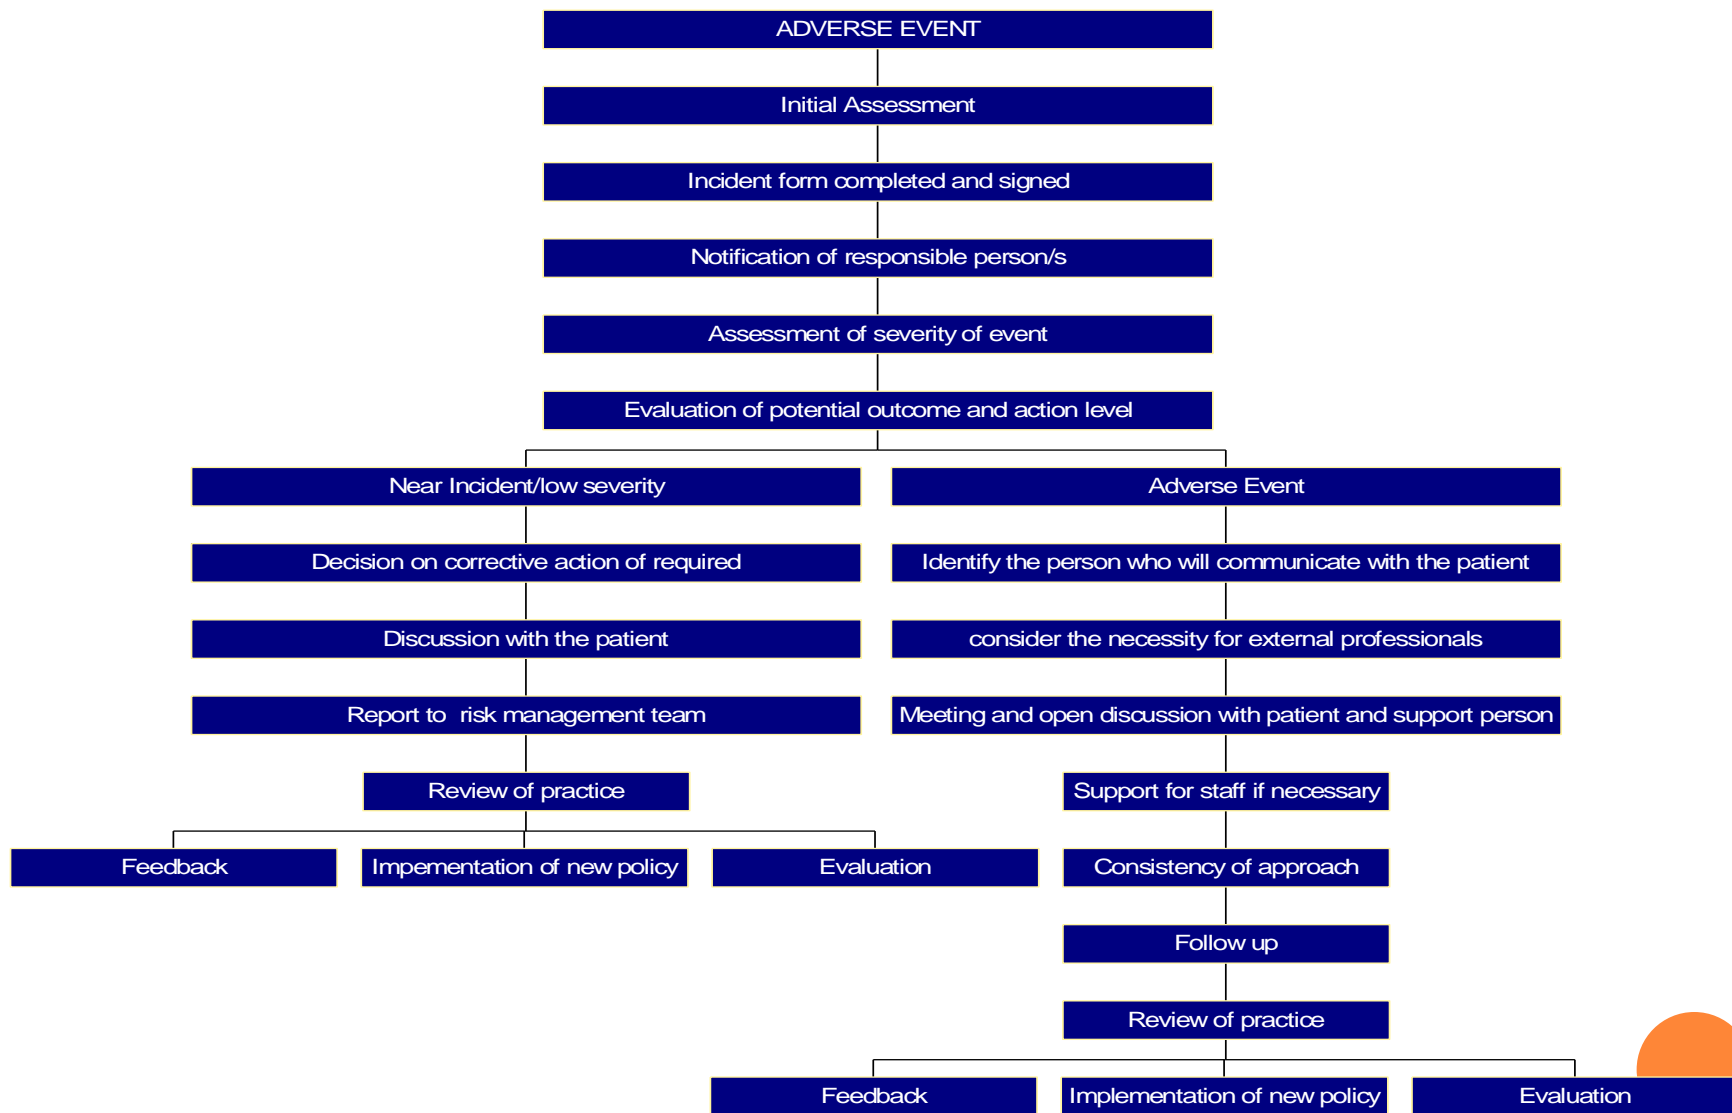 ADVERSE EVENT
Initial Assessment
Incident form completed and signed
Notification of responsible person/s
Assessment of severity of event
Evaluation of potential outcome and action level
Near Incident/low severity
Adverse Event
Decision on corrective action of required
Identify the person who will communicate with the patient
Discussion with the patient
consider the necessity for external professionals
Report to risk management team
Meeting and open discussion with patient and support person
Review of practice
Support for staff if necessary
Feedback
Impementation of new policy
Evaluation
Consistency of approach
Follow up
Review of practice
Feedback
Implementation of new policy
Evaluation